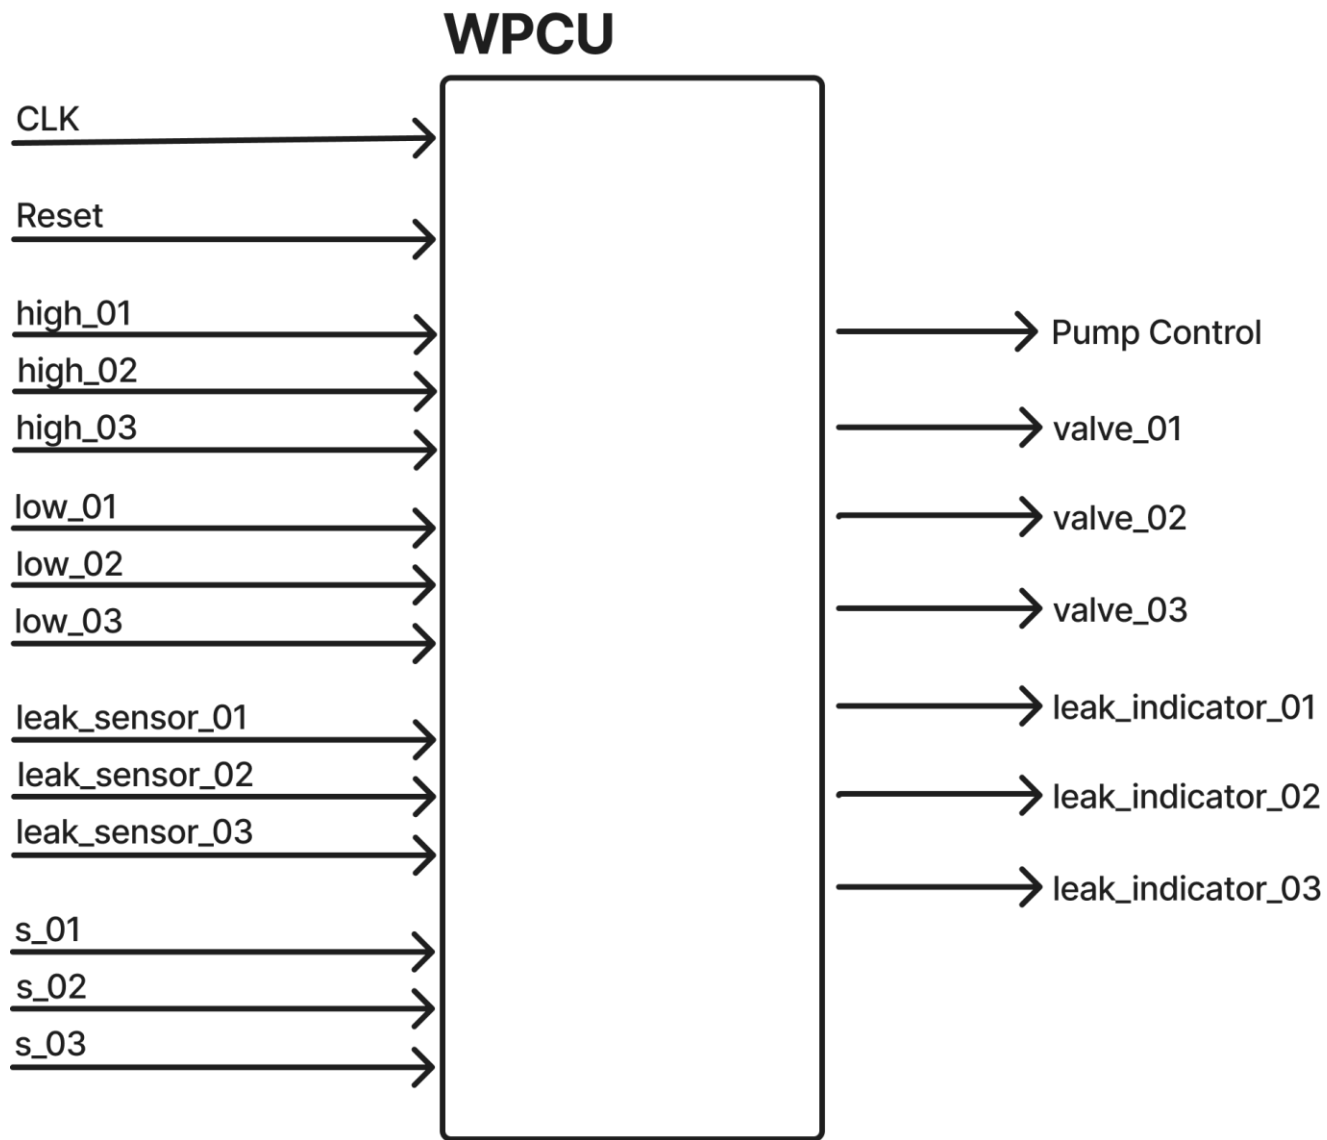 WPCU
CLK
Reset
high_01
high_02
high_03
low_01
low_02
low_03
leak_sensor_01
leak_sensor_02
leak_sensor_03
s_01
s_02
s_03
Pump Control
valve_01
valve_02
valve_03
leak_indicator_01
leak_indicator_02
leak_indicator_03